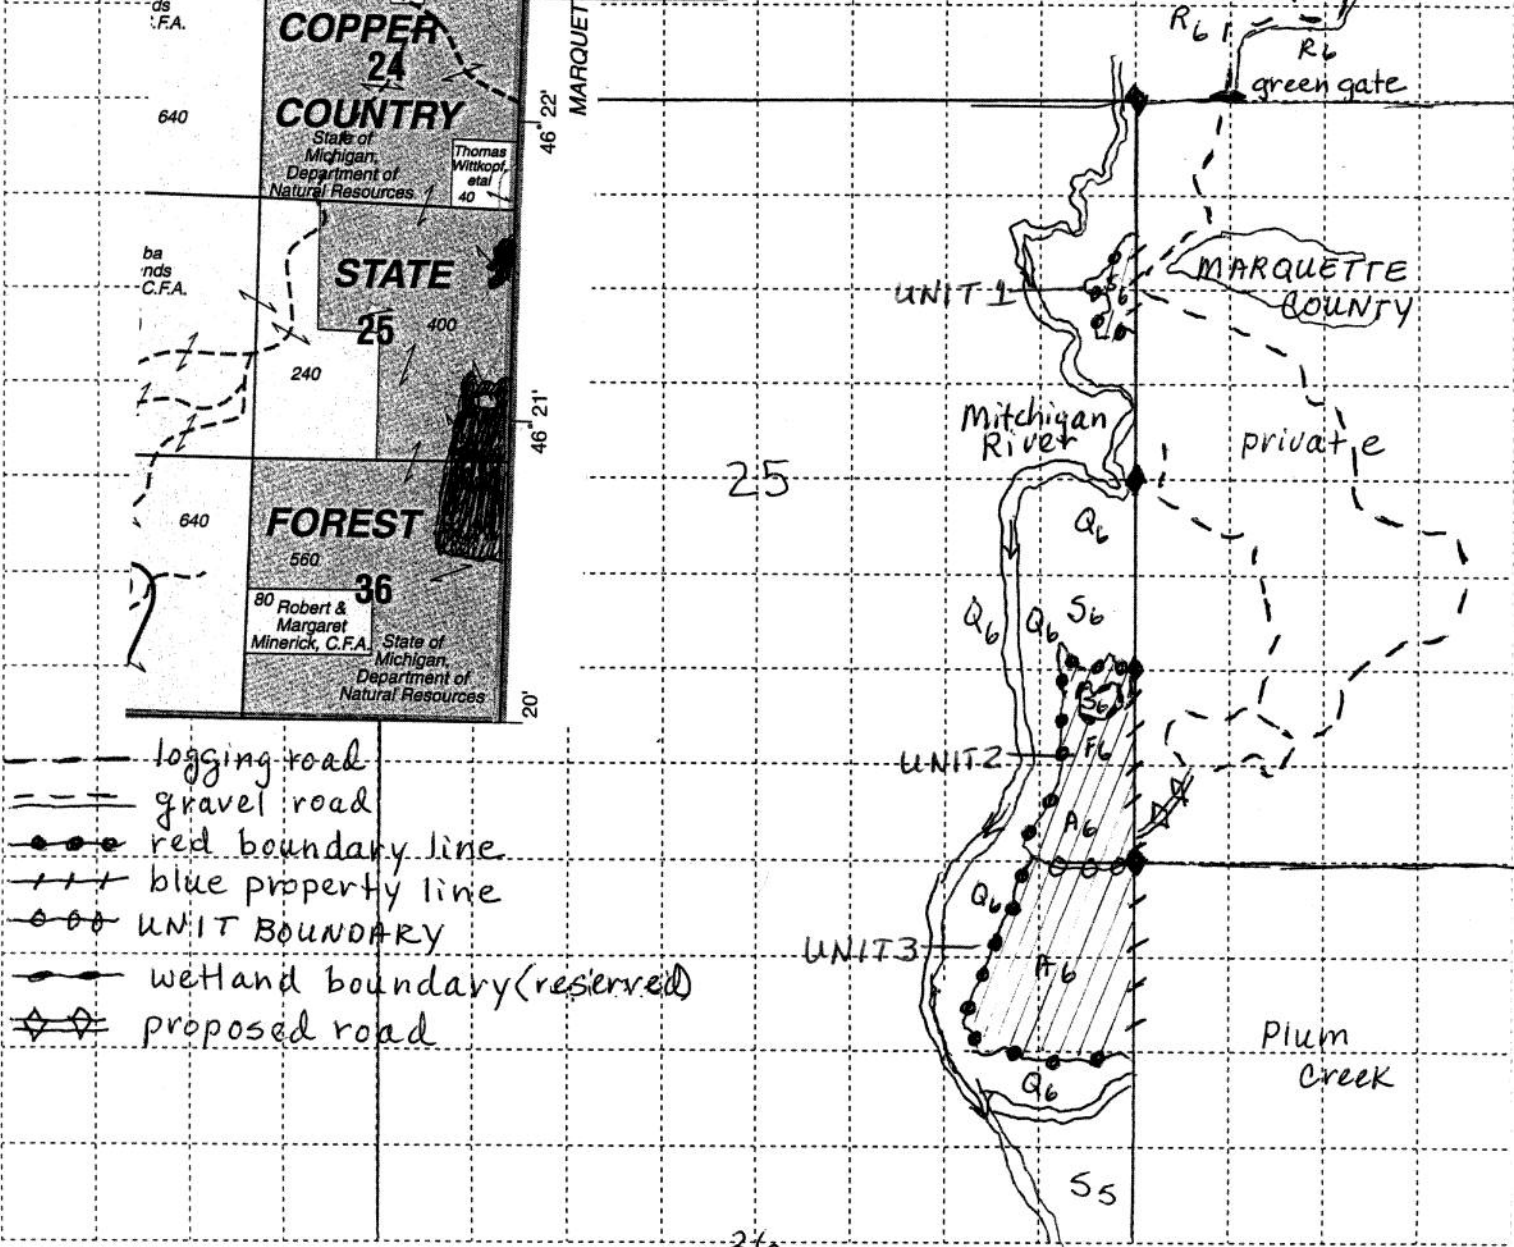 ds
.F.A.
COPPER
24
COUNTRY
640
State of
Michigan,
Department of
Natural Resources
Thomas
Wittkopf,
etal
40
MARQUET
46° 22'
ba
nds
C.F.A.
STATE
25
400
240
46° 21'
FOREST
640
560
36
80 Robert &
Margaret
Minerick, C.F.A.
State of
Michigan,
Department of
Natural Resources
20'
logging road
gravel road
red boundary line
blue property line
UNIT BOUNDARY
wetland boundary (reserved)
proposed road
R6
R6
green gate
MARQUETTE
COUNTY
UNIT 1
S6
Mitchigan
River
private
25
Q6
Q6
Q6
S6
S6
UNIT 2
F6
A6
Q6
UNIT 3
A6
Q6
Plum
Creek
S5
36